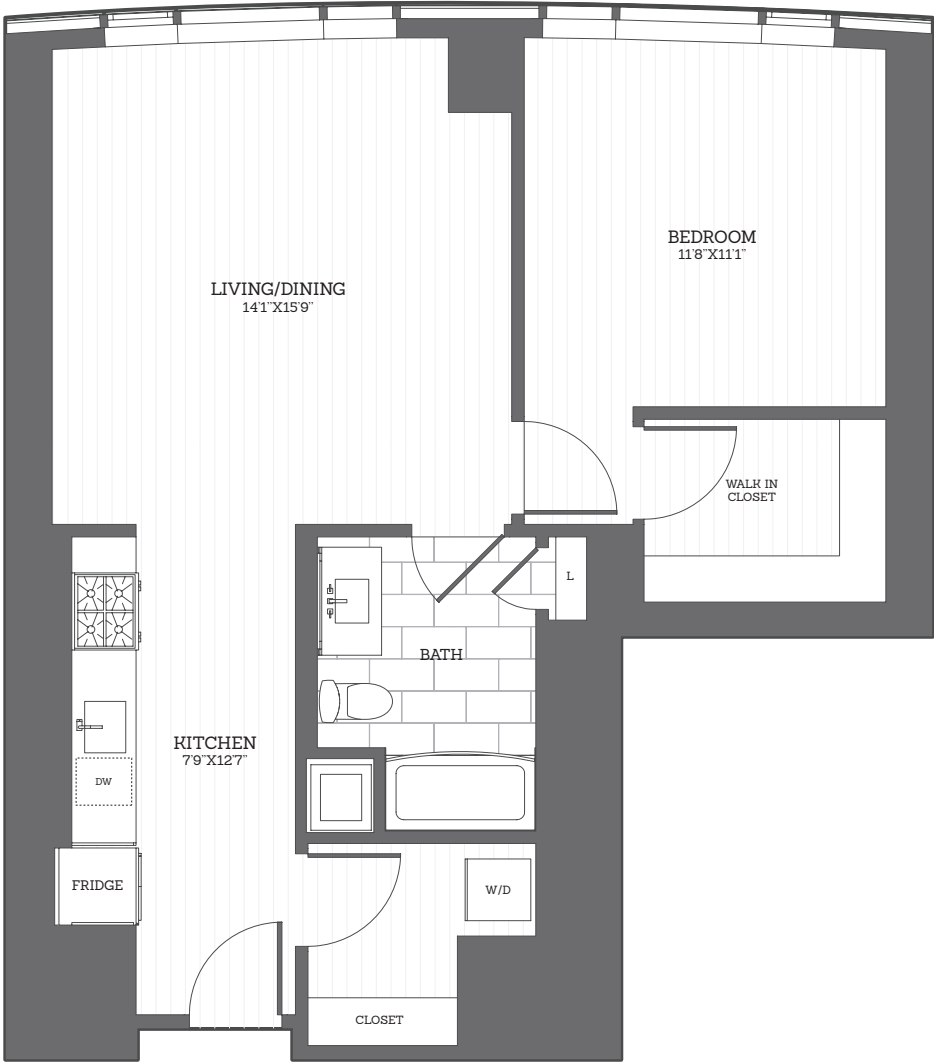 BEDROOM
11'8"X11'1"
LIVING/DINING
14'1"X15'9"
WALK IN
CLOSET
L
BATH
KITCHEN
7'9"X12'7"
DW
FRIDGE
W/D
CLOSET